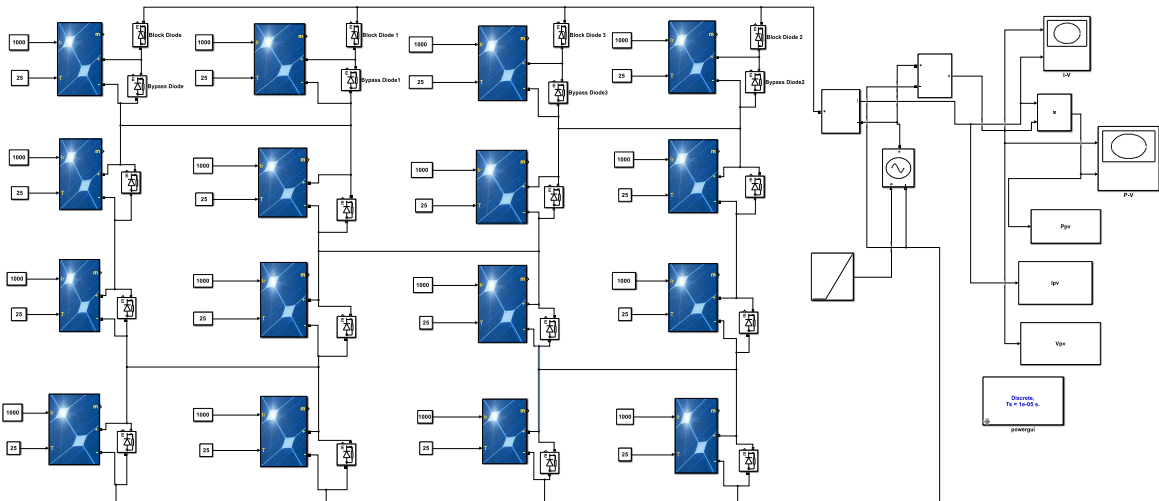 1000
25
Ir
T
m
+
-
Block Diode
Bypass Diode
1000
25
Block Diode 1
Bypass Diode1
1000
25
Block Diode 3
Bypass Diode3
1000
25
Block Diode 2
Bypass Diode2
I-V
P-V
1000
25
1000
25
1000
25
1000
25
Ppv
1000
25
1000
25
1000
25
1000
25
Ipv
Vpv
1000
25
1000
25
1000
25
1000
25
Discrete,
Ts = 1e-05 s.
powergui